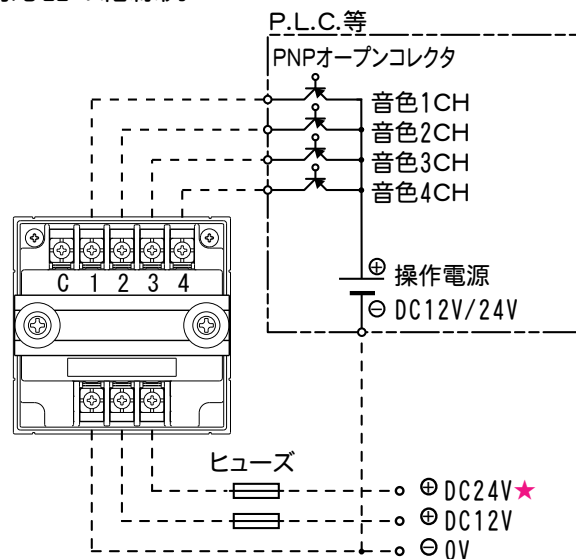 P.L.C.等
PNPオープンコレクタ
音色1CH
音色2CH
音色3CH
音色4CH
C 1 2 3 4
⊕ 操作電源
⊖ DC12V/24V
ヒューズ
⊕ DC24V★
⊕ DC12V
⊖ 0V